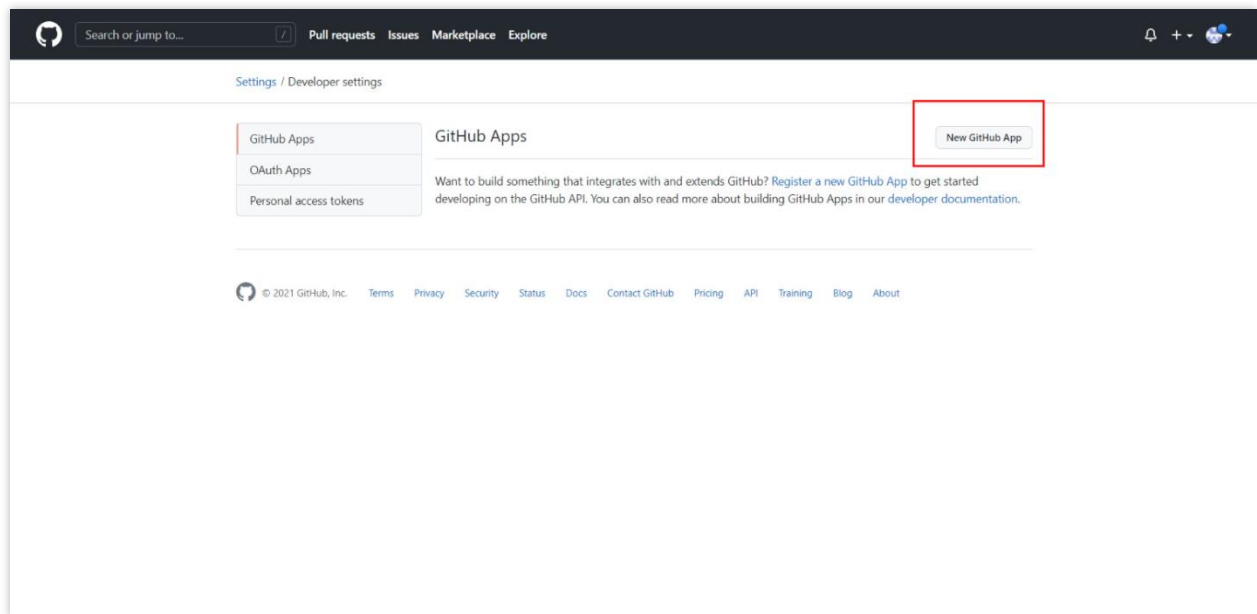 Search or jump to... /
Pull requests Issues Marketplace Explore
Settings / Developer settings
GitHub Apps
OAuth Apps
Personal access tokens
GitHub Apps
New GitHub App
Want to build something that integrates with and extends GitHub? Register a new GitHub App to get started
developing on the GitHub API. You can also read more about building GitHub Apps in our developer documentation.
© 2021 GitHub, Inc. Terms Privacy Security Status Docs Contact GitHub Pricing API Training Blog About